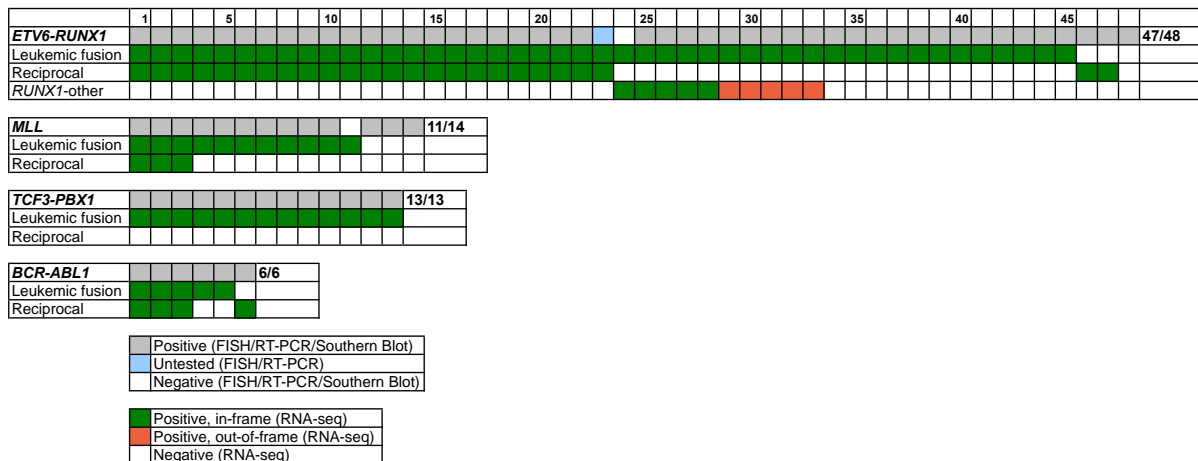 1 5 10 15 20 25 30 35 40 45
ETV6-RUNX1 47/48
Leukemic fusion
Reciprocal
RUNX1-other
MLL 11/14
Leukemic fusion
Reciprocal
TCF3-PBX1 13/13
Leukemic fusion
Reciprocal
BCR-ABL1 6/6
Leukemic fusion
Reciprocal
Positive (FISH/RT-PCR/Southern Blot)
Untested (FISH/RT-PCR)
Negative (FISH/RT-PCR/Southern Blot)
Positive, in-frame (RNA-seq)
Positive, out-of-frame (RNA-seq)
Negative (RNA-seq)